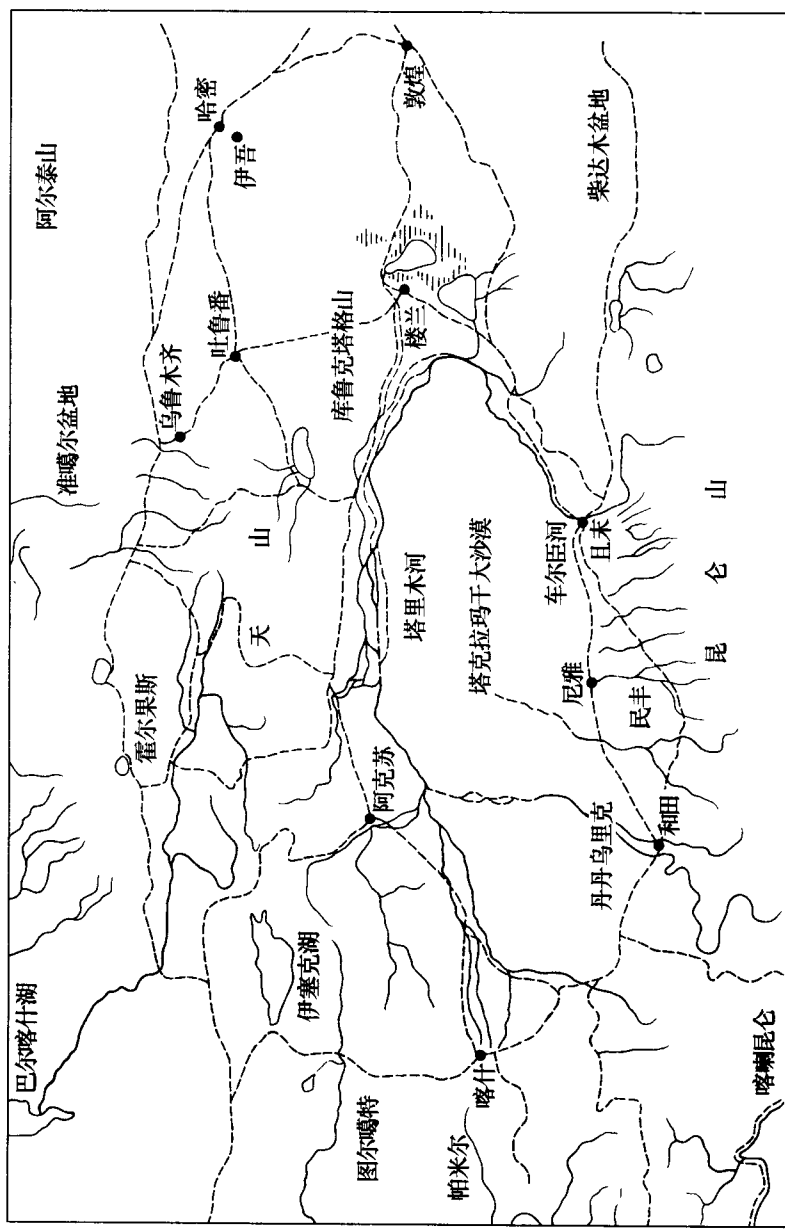 巴尔喀什湖
准噶尔盆地
阿尔泰山
霍尔果斯
乌鲁木齐
哈密
伊吾
吐鲁番
天
山
伊塞克湖
库鲁克塔格山
敦煌
图尔噶特
阿克苏
塔里木河
楼兰
喀什
帕米尔
塔克拉玛干大沙漠
车尔臣河
且末
尼雅
民丰
丹丹乌里克
和田
柴达木盆地
昆
仑
山
喀喇昆仑